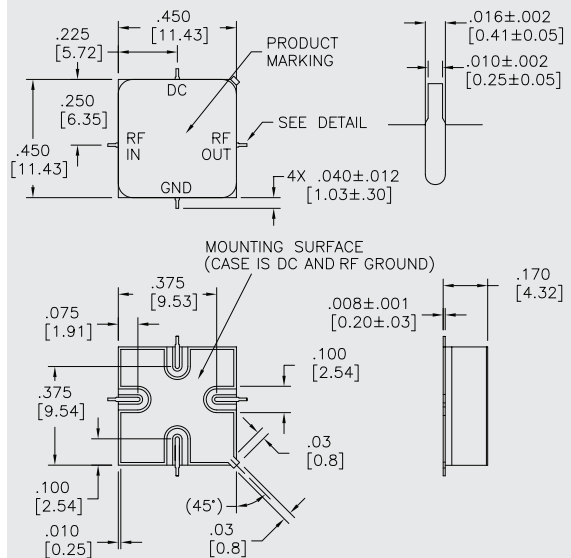 .450
[11.43]
.225
[5.72]
PRODUCT
MARKING
.016±.002
[0.41±0.05]
.010±.002
[0.25±0.05]
DC
.250
[6.35]
RF
IN
RF
OUT
SEE DETAIL
.450
[11.43]
GND
4X .040±.012
[1.03±.30]
MOUNTING SURFACE
(CASE IS DC AND RF GROUND)
.375
[9.53]
.170
[4.32]
.075
[1.91]
.008±.001
[0.20±.03]
.100
[2.54]
.375
[9.54]
.03
[0.8]
.100
[2.54]
(45°)
.010
[0.25]
.03
[0.8]